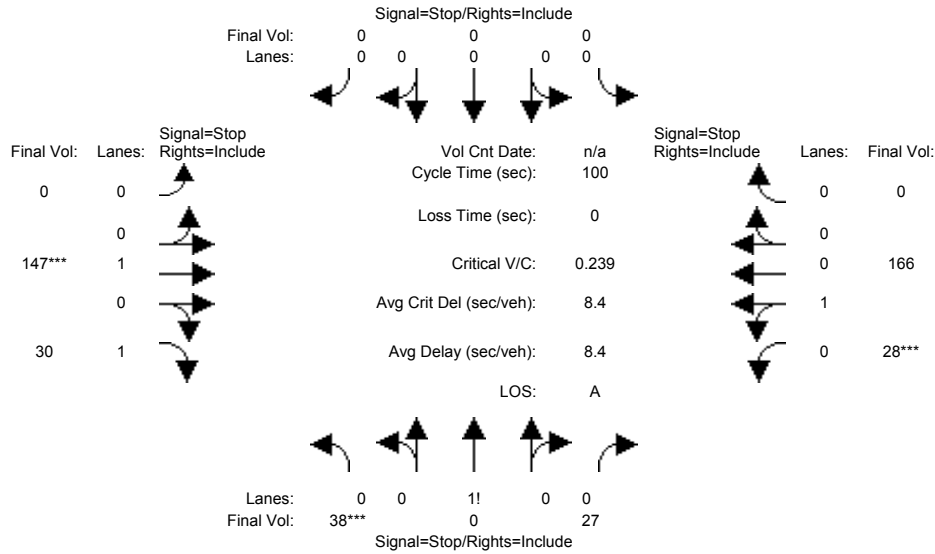 Signal=Stop/Rights=Include
Final Vol: 0 0 0
Lanes: 0 0 0 0 0
Signal=Stop
Final Vol: Lanes: Rights=Include
Vol Cnt Date: n/a
Signal=Stop
Rights=Include Lanes: Final Vol:
Cycle Time (sec): 100
0 0
0 0
Loss Time (sec): 0
0
0
147*** 1
Critical V/C: 0.239
0 166
0
Avg Crit Del (sec/veh): 8.4
1
30 1
Avg Delay (sec/veh): 8.4
0 28***
LOS: A
Lanes: 0 0 1! 0 0
Final Vol: 38*** 0 27
Signal=Stop/Rights=Include